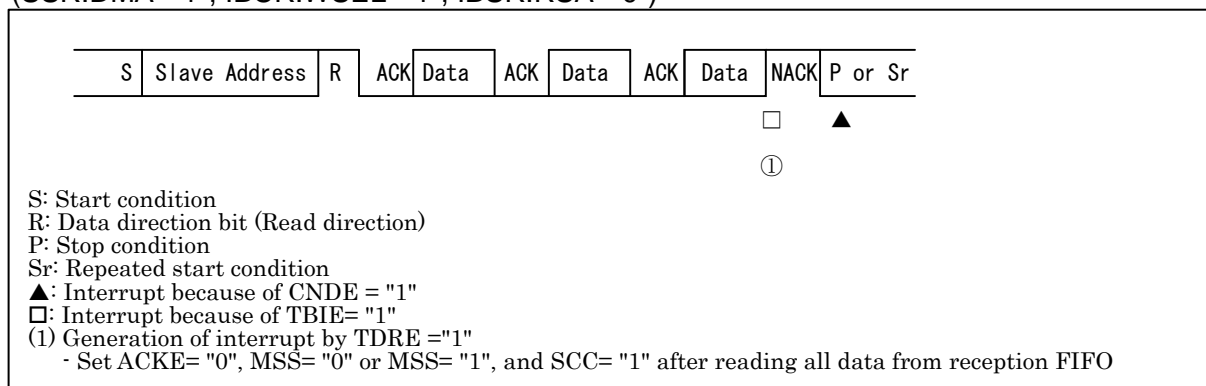 S Slave Address R ACK Data ACK Data ACK Data NACK P or Sr
□ ▲
①
S: Start condition
R: Data direction bit (Read direction)
P: Stop condition
Sr: Repeated start condition
▲: Interrupt because of CNDE = "1"
□: Interrupt because of TBIE= "1"
(1) Generation of interrupt by TDRE ="1"
- Set ACKE= "0", MSS= "0" or MSS= "1", and SCC= "1" after reading all data from reception FIFO